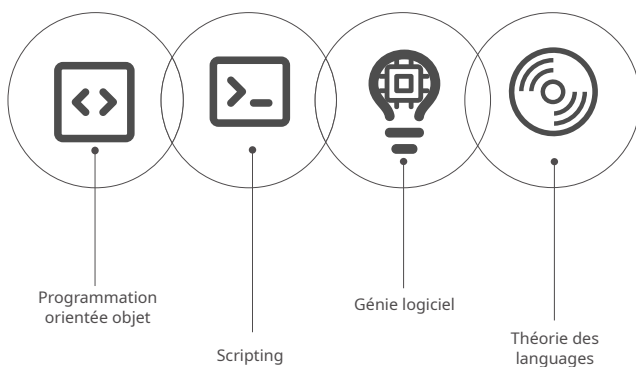 Programmation
orientée objet
Scripting
Génie logiciel
Théorie des
languages